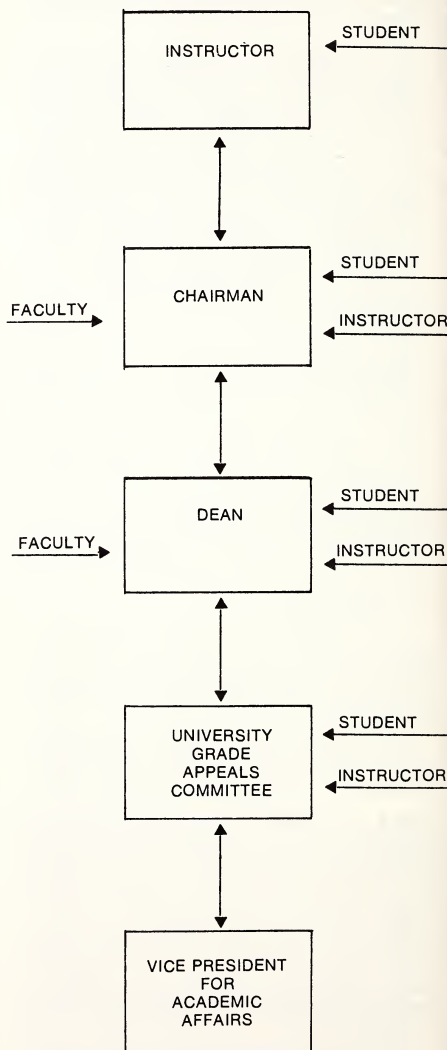 STUDENT
INSTRUCTOR
STUDENT
CHAIRMAN
FACULTY
INSTRUCTOR
STUDENT
DEAN
INSTRUCTOR
FACULTY
STUDENT
UNIVERSITY
GRADE
APPEALS
COMMITTEE
INSTRUCTOR
VICE PRESIDENT
FOR
ACADEMIC
AFFAIRS